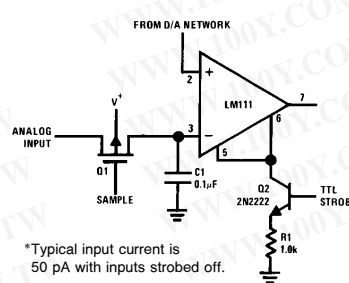 FROM D/A NETWORK
V+
2
+
LM111
7
6
ANALOG
INPUT
3
−
5
Q1
C1
0.1μF
Q2
2N2222
TTL
STROB
SAMPLE
R1
1.0k
*Typical input current is
50 pA with inputs strobed off.